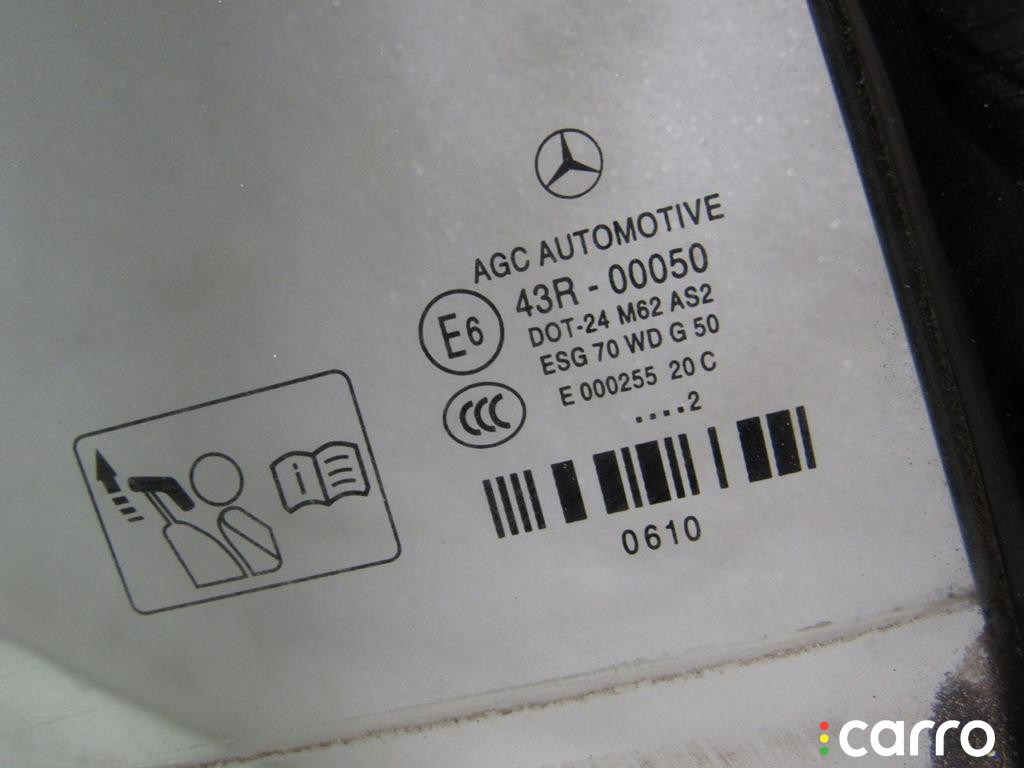 AGC AUTOMOTIVE
43R - 00050
E6
DOT-24 M62 AS2
ESG 70 WD G 50
E 000255 20 C
CCC
....2
0610
i
carro